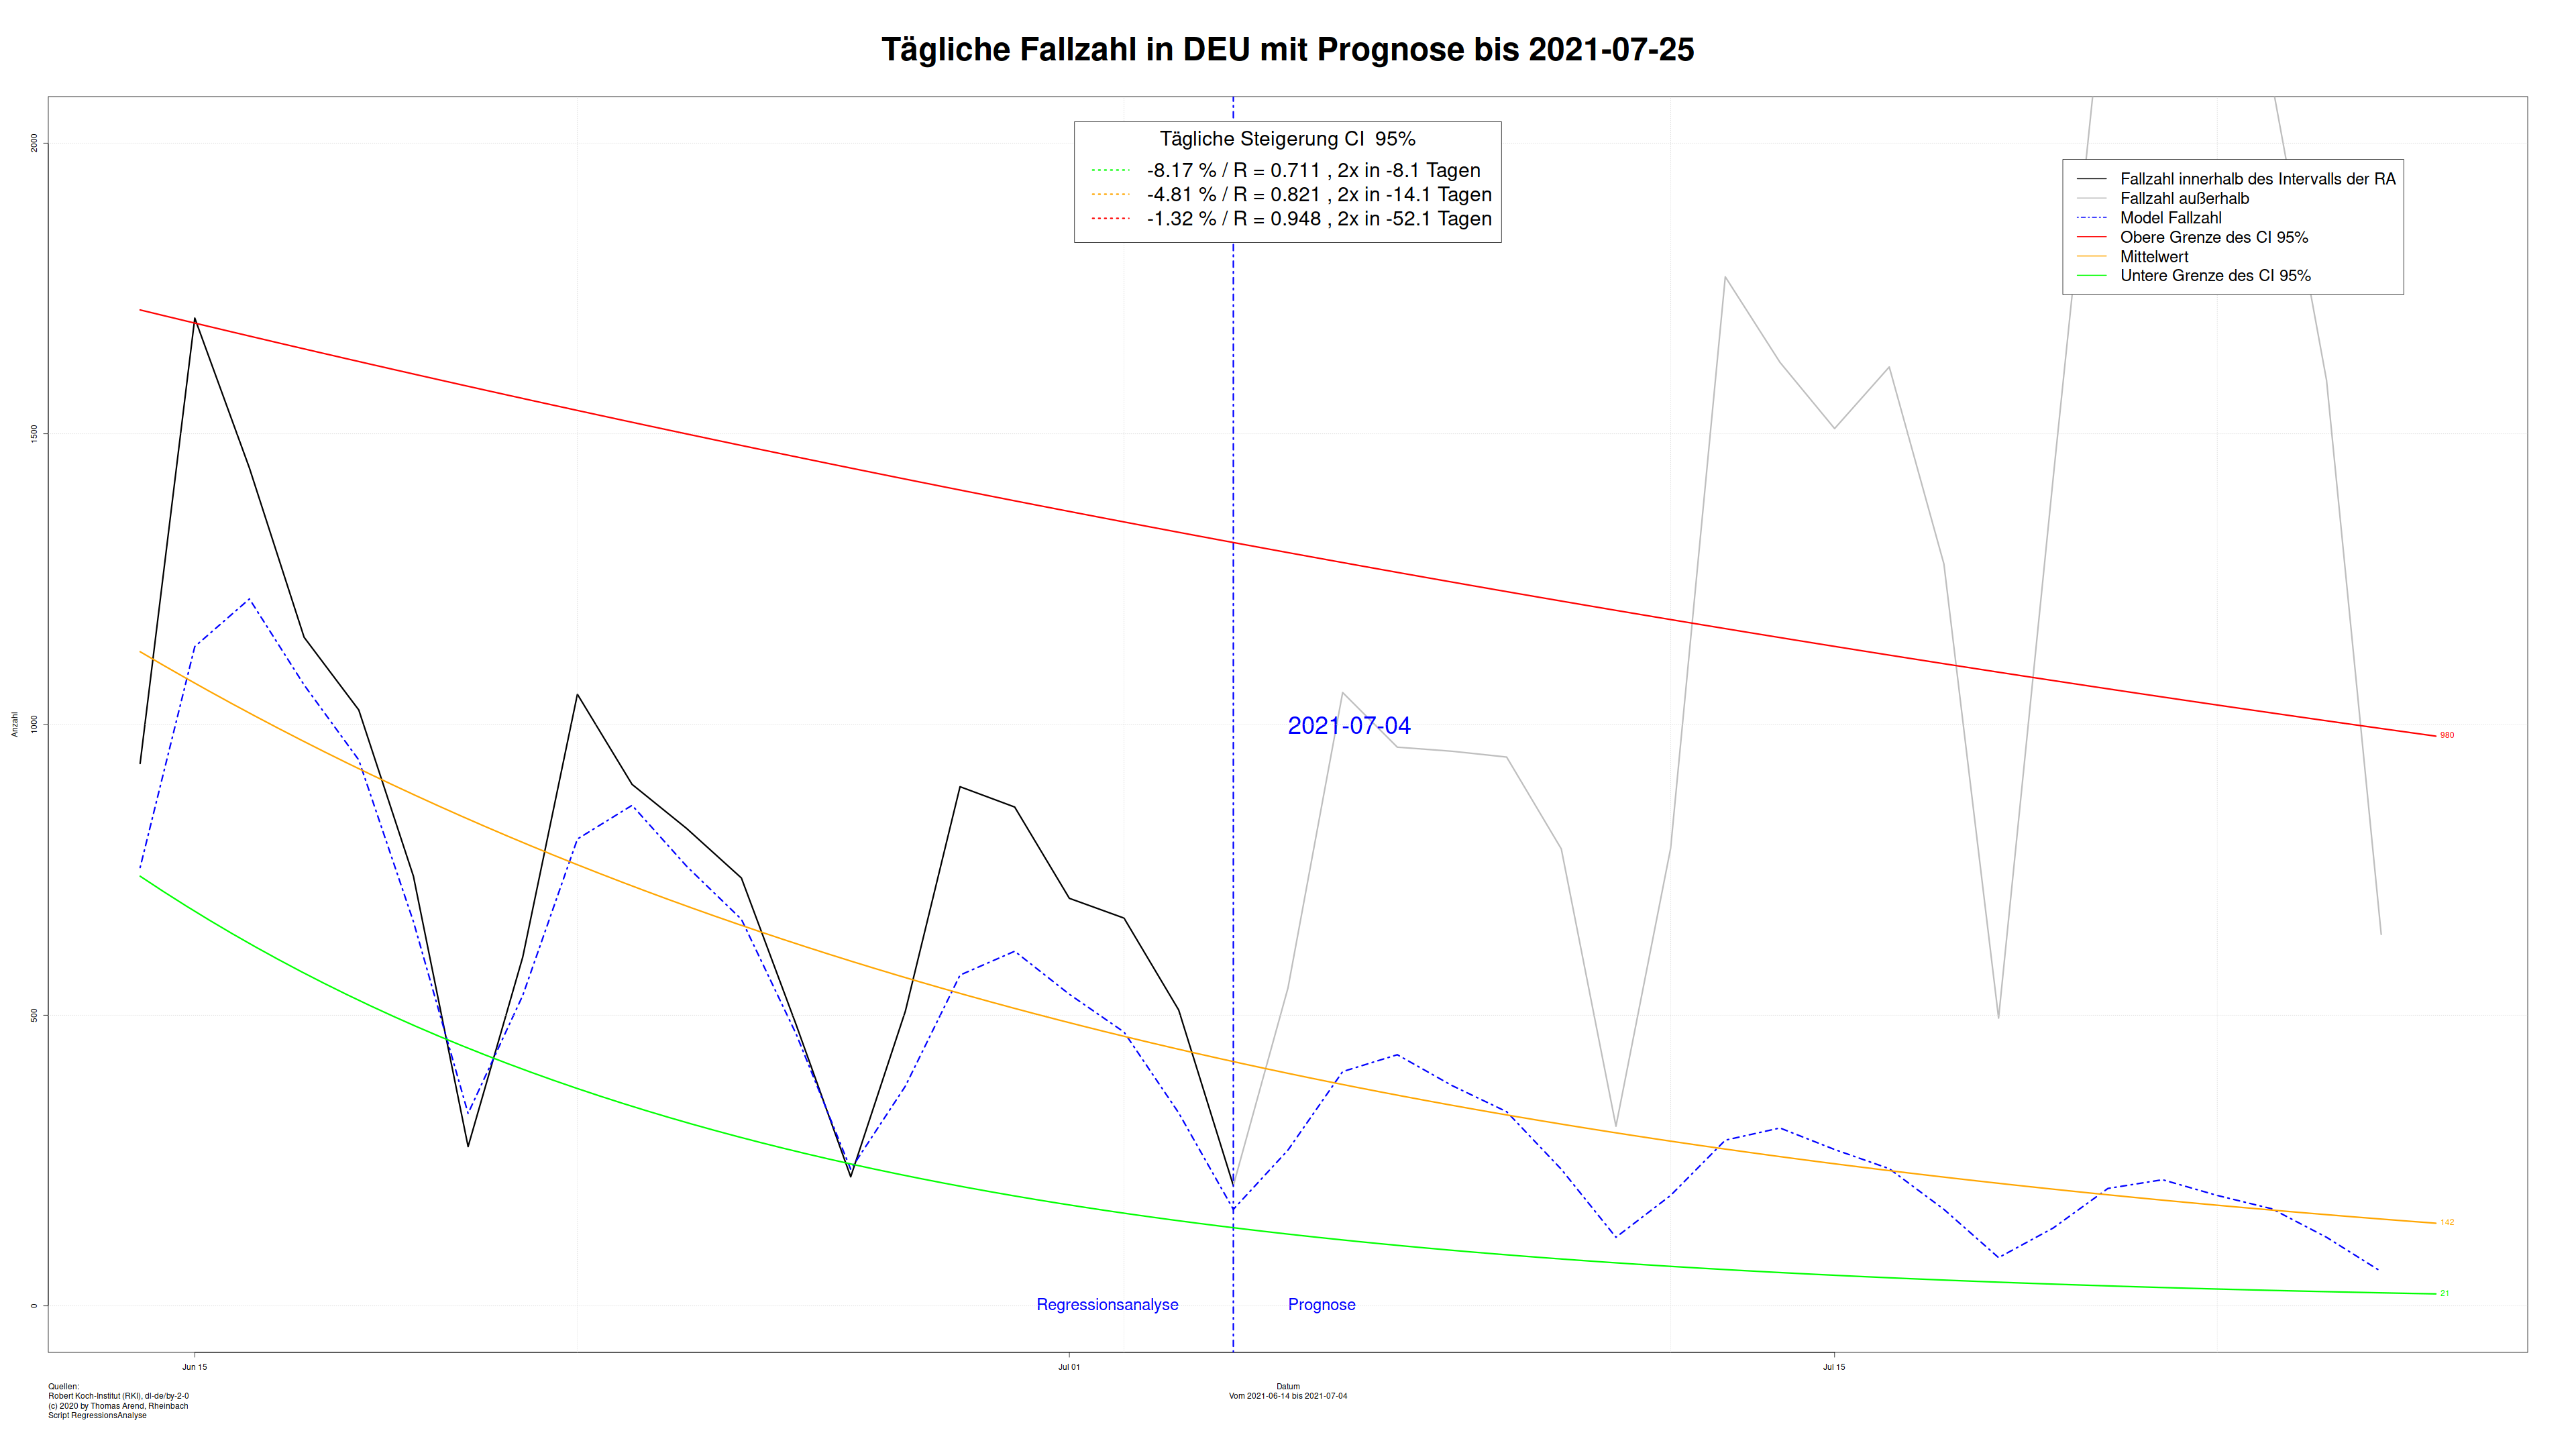 Tägliche Fallzahl in DEU mit Prognose bis 2021-07-25
Tägliche Steigerung CI  95%
-8.17 % / R = 0.711 , 2x in -8.1 Tagen
-4.81 % / R = 0.821 , 2x in -14.1 Tagen
-1.32 % / R = 0.948 , 2x in -52.1 Tagen
Fallzahl innerhalb des Intervalls der RA
Fallzahl außerhalb
Model Fallzahl
Obere Grenze des CI 95%
Mittelwert
Untere Grenze des CI 95%
Anzahl
2000
1500
1000
500
0
2021-07-04
980
142
21
Regressionsanalyse
Prognose
Jun 15
Jul 01
Jul 15
Datum
Vom 2021-06-14 bis 2021-07-04
Quellen:
Robert Koch-Institut (RKI), dl-de/by-2-0
(c) 2020 by Thomas Arend, Rheinbach
Script RegressionsAnalyse